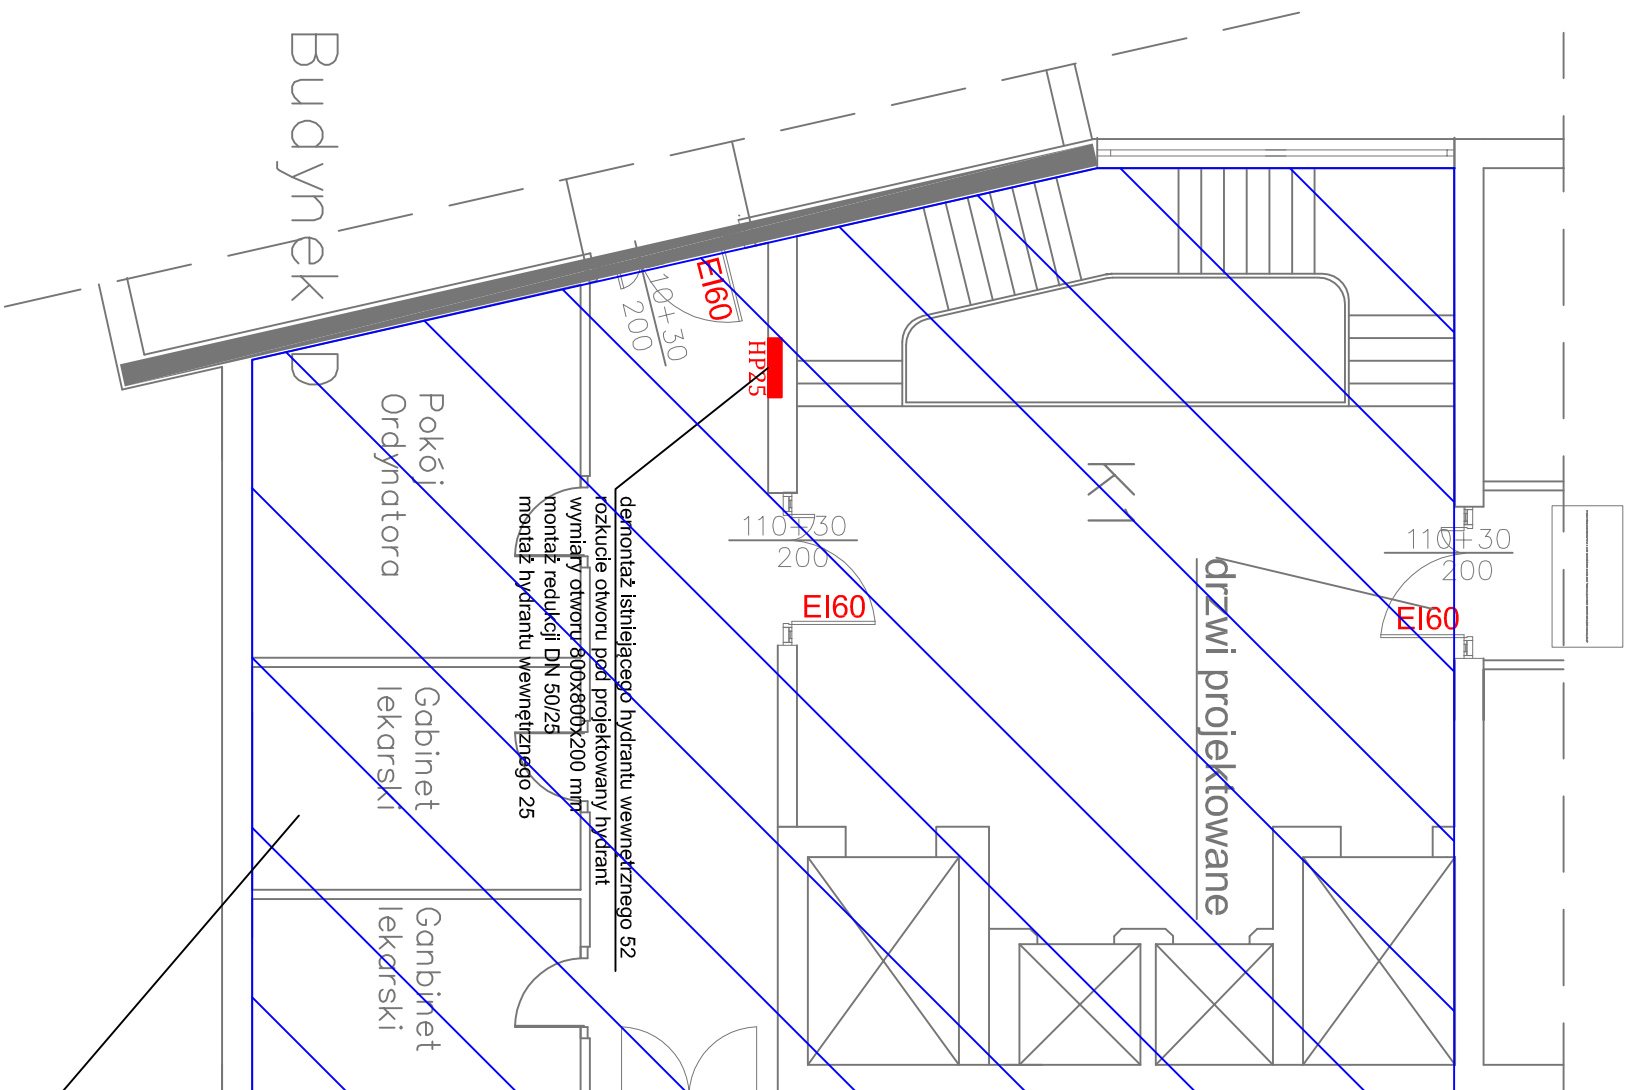 Budynek D
Pokój
Ordynatora
Gabinet
lekarski
Ganbinet
lekarski
EI60
10+30
200
HP25
demontaż istniejącego hydrantu wewnętrznego 52
rozkucie otworu pod projektowany hydrant
wymiary otworu 800x800x200 mm
montaż redukcji DN 50/25
montaż hydrantu wewnętrznego 25
110+30
200
EI60
K1
drzwi projektowane
110+30
200
EI60